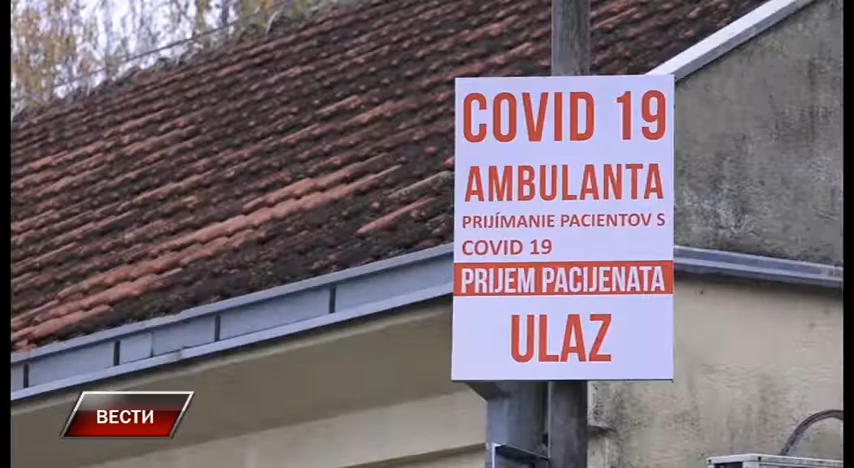 COVID 19
AMBULANTA
PRIJÍMANIE PACIENTOV S
COVID 19
PRIJEM PACIJENATA
ULAZ
ВЕСТИ